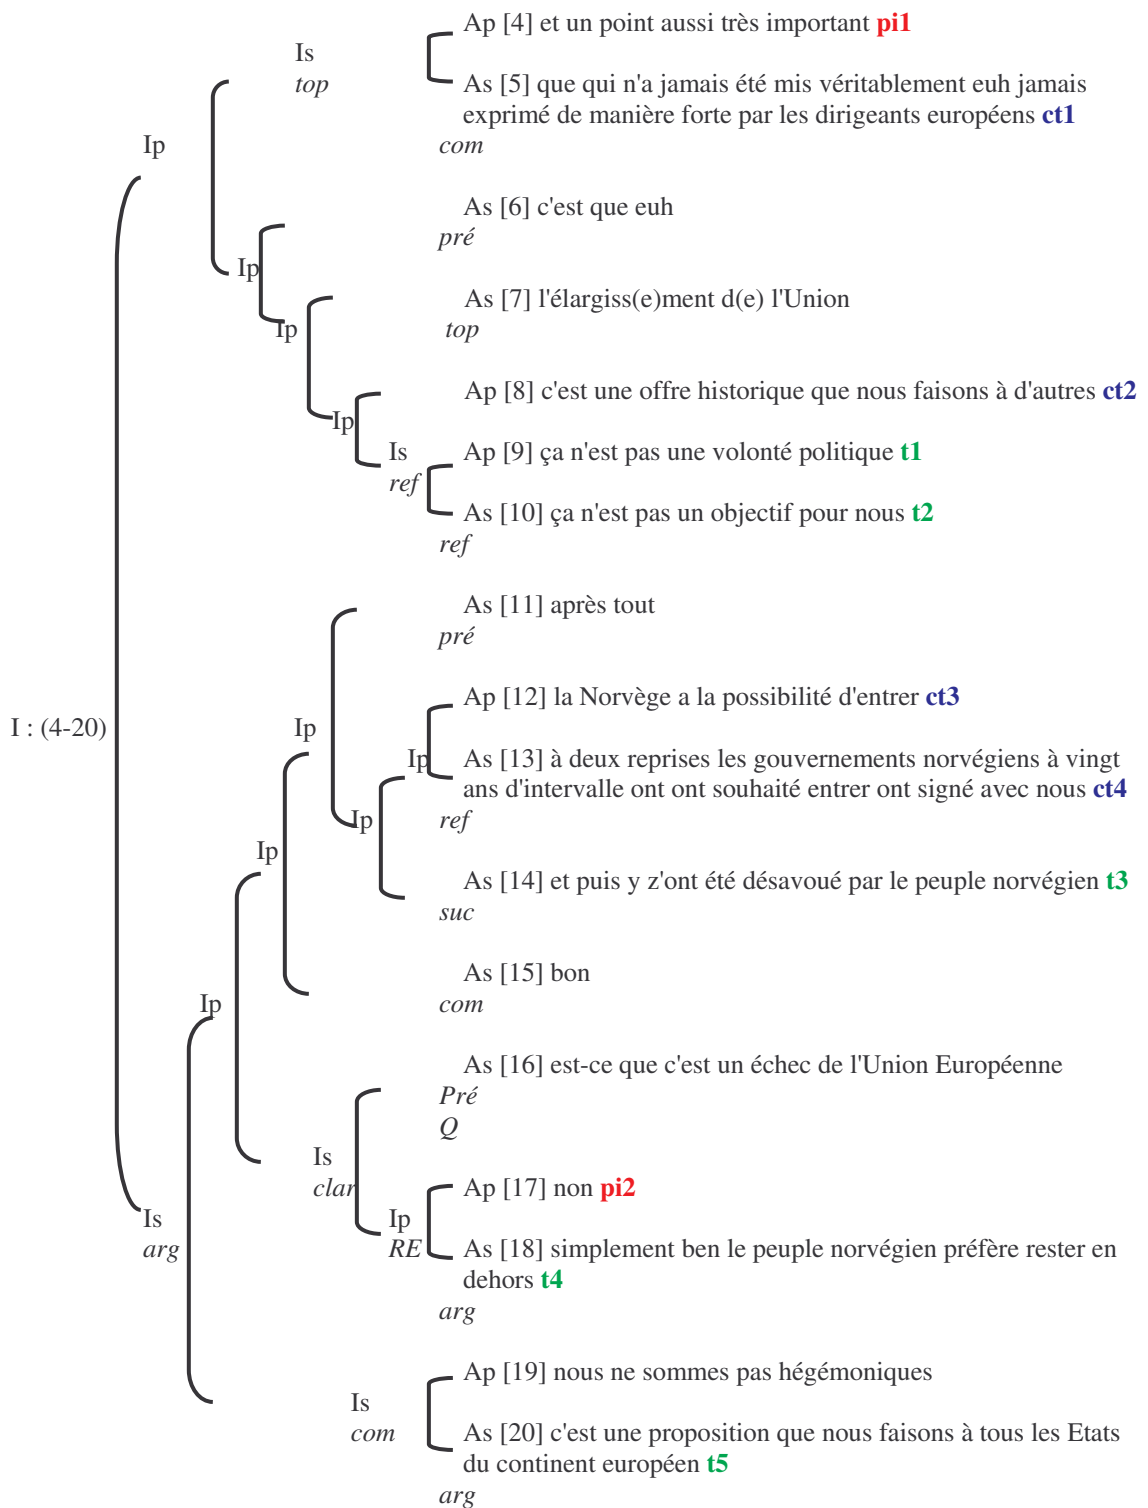 Ap [4] et un point aussi très important pi1
Is
top
As [5] que qui n'a jamais été mis véritablement euh jamais
exprimé de manière forte par les dirigeants européens ct1
com
Ip
As [6] c'est que euh
pré
Ip
As [7] l'élargiss(e)ment d(e) l'Union
top
Ip
Ap [8] c'est une offre historique que nous faisons à d'autres ct2
Ip
Is
ref
Ap [9] ça n'est pas une volonté politique t1
As [10] ça n'est pas un objectif pour nous t2
ref
As [11] après tout
pré
Ap [12] la Norvège a la possibilité d'entrer ct3
I : (4-20)
Ip
Ip
As [13] à deux reprises les gouvernements norvégiens à vingt
ans d'intervalle ont ont souhaité entrer ont signé avec nous ct4
ref
Ip
Ip
As [14] et puis y z'ont été désavoué par le peuple norvégien t3
suc
As [15] bon
com
Ip
As [16] est-ce que c'est un échec de l'Union Européenne
Pré
Q
Is
clar
Ap [17] non pi2
Is
arg
Ip
RE
As [18] simplement ben le peuple norvégien préfère rester en
dehors t4
arg
Ap [19] nous ne sommes pas hégémoniques
Is
com
As [20] c'est une proposition que nous faisons à tous les Etats
du continent européen t5
arg